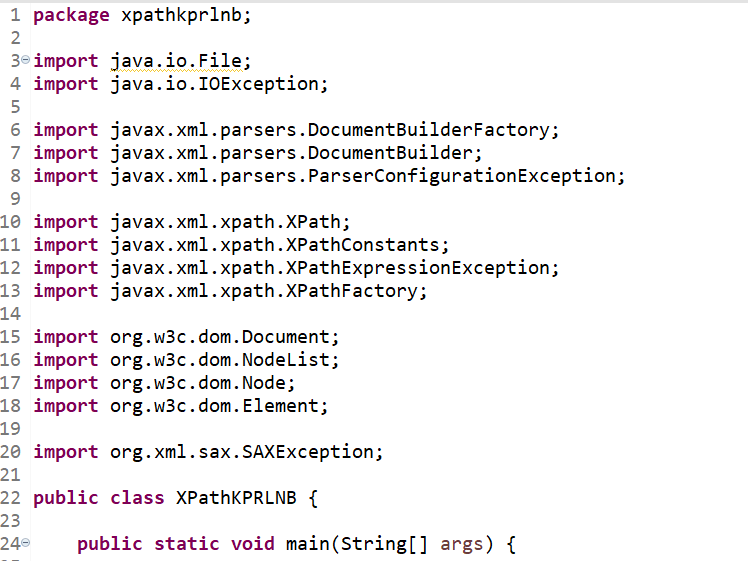 1 package xpathkprlnb;
2
3 import java.io.File;
4 import java.io.IOException;
5
6 import javax.xml.parsers.DocumentBuilderFactory;
7 import javax.xml.parsers.DocumentBuilder;
8 import javax.xml.parsers.ParserConfigurationException;
9
10 import javax.xml.xpath.XPath;
11 import javax.xml.xpath.XPathConstants;
12 import javax.xml.xpath.XPathExpressionException;
13 import javax.xml.xpath.XPathFactory;
14
15 import org.w3c.dom.Document;
16 import org.w3c.dom.NodeList;
17 import org.w3c.dom.Node;
18 import org.w3c.dom.Element;
19
20 import org.xml.sax.SAXException;
21
22 public class XPathKPRLNB {
23
24     public static void main(String[] args) {